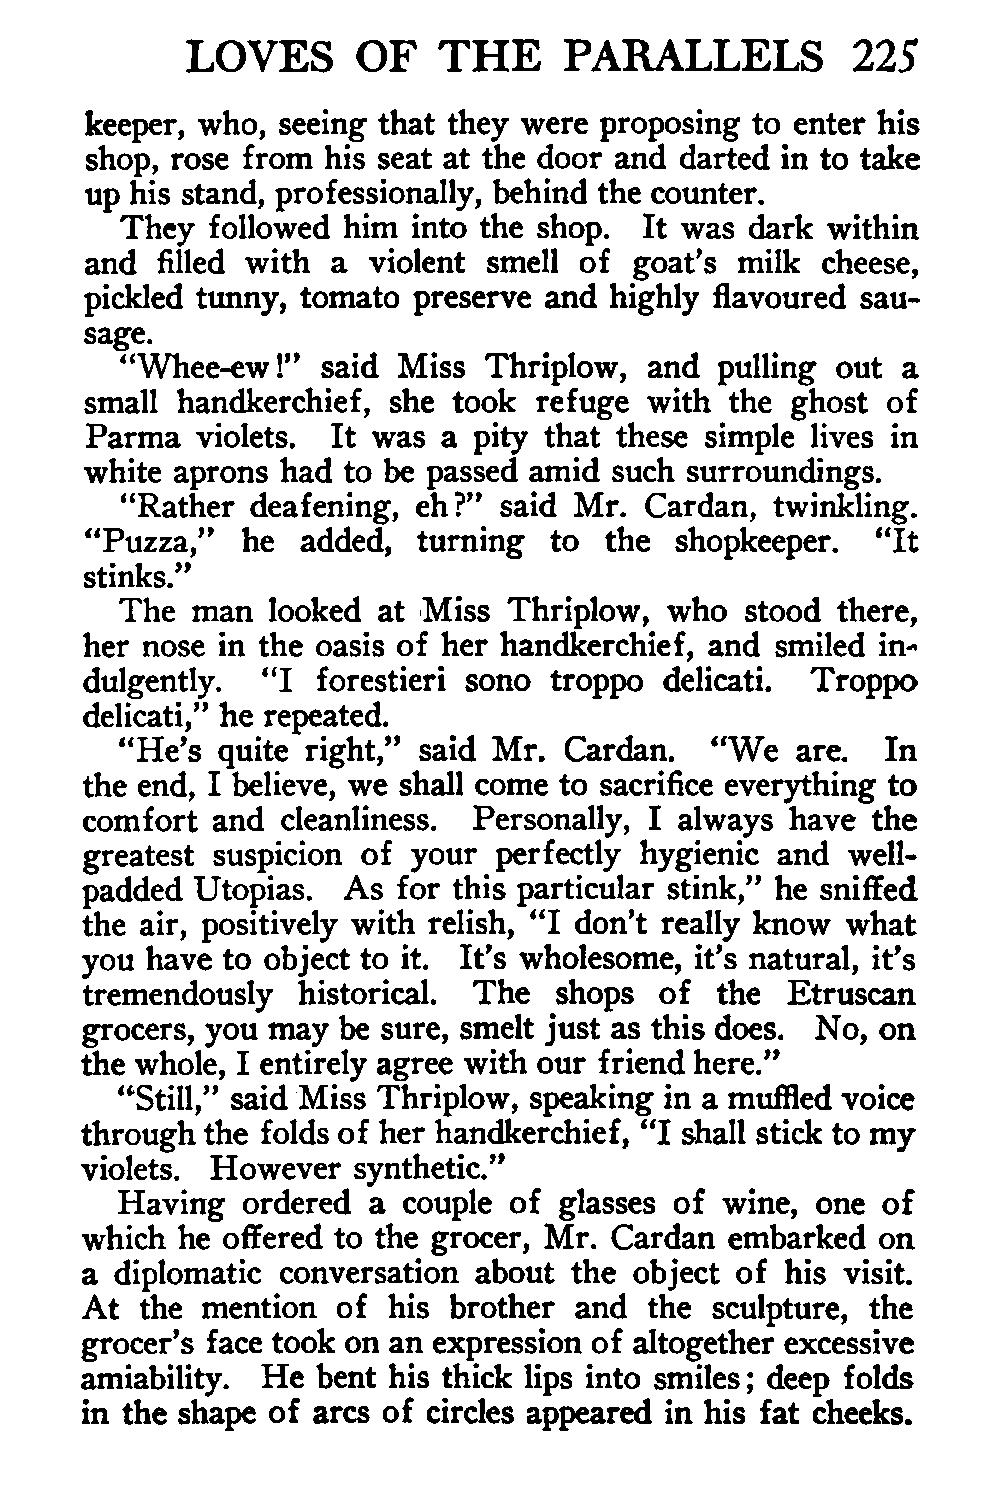 LOVES OF THE PARALLELS 225
keeper, who, seeing that they were proposing to enter his
shop, rose from his seat at the door and darted in to take
up his stand, professionally, behind the counter.
They followed him into the shop. It was dark within
and filled with a violent smell of goat's milk cheese,
pickled tunny, tomato preserve and highly flavoured sau-
sage.
"Whee-ew!" said Miss Thriplow, and pulling out a
small handkerchief, she took refuge with the ghost of
Parma violets. It was a pity that these simple lives in
white aprons had to be passed amid such surroundings.
"Rather deafening, eh?" said Mr. Cardan, twinkling.
"Puzza," he added, turning to the shopkeeper. "It
stinks."
The man looked at Miss Thriplow, who stood there,
her nose in the oasis of her handkerchief, and smiled in-
dulgently. "I forestieri sono troppo delicati. Troppo
delicati," he repeated.
"He's quite right," said Mr. Cardan. "We are. In
the end, I believe, we shall come to sacrifice everything to
comfort and cleanliness. Personally, I always have the
greatest suspicion of your perfectly hygienic and well-
padded Utopias. As for this particular stink," he sniffed
the air, positively with relish, "I don't really know what
you have to object to it. It's wholesome, it's natural, it's
tremendously historical. The shops of the Etruscan
grocers, you may be sure, smelt just as this does. No, on
the whole, I entirely agree with our friend here."
"Still," said Miss Thriplow, speaking in a muffled voice
through the folds of her handkerchief, "I shall stick to my
violets. However synthetic."
Having ordered a couple of glasses of wine, one of
which he offered to the grocer, Mr. Cardan embarked on
a diplomatic conversation about the object of his visit.
At the mention of his brother and the sculpture, the
grocer's face took on an expression of altogether excessive
amiability. He bent his thick lips into smiles; deep folds
in the shape of arcs of circles appeared in his fat cheeks.